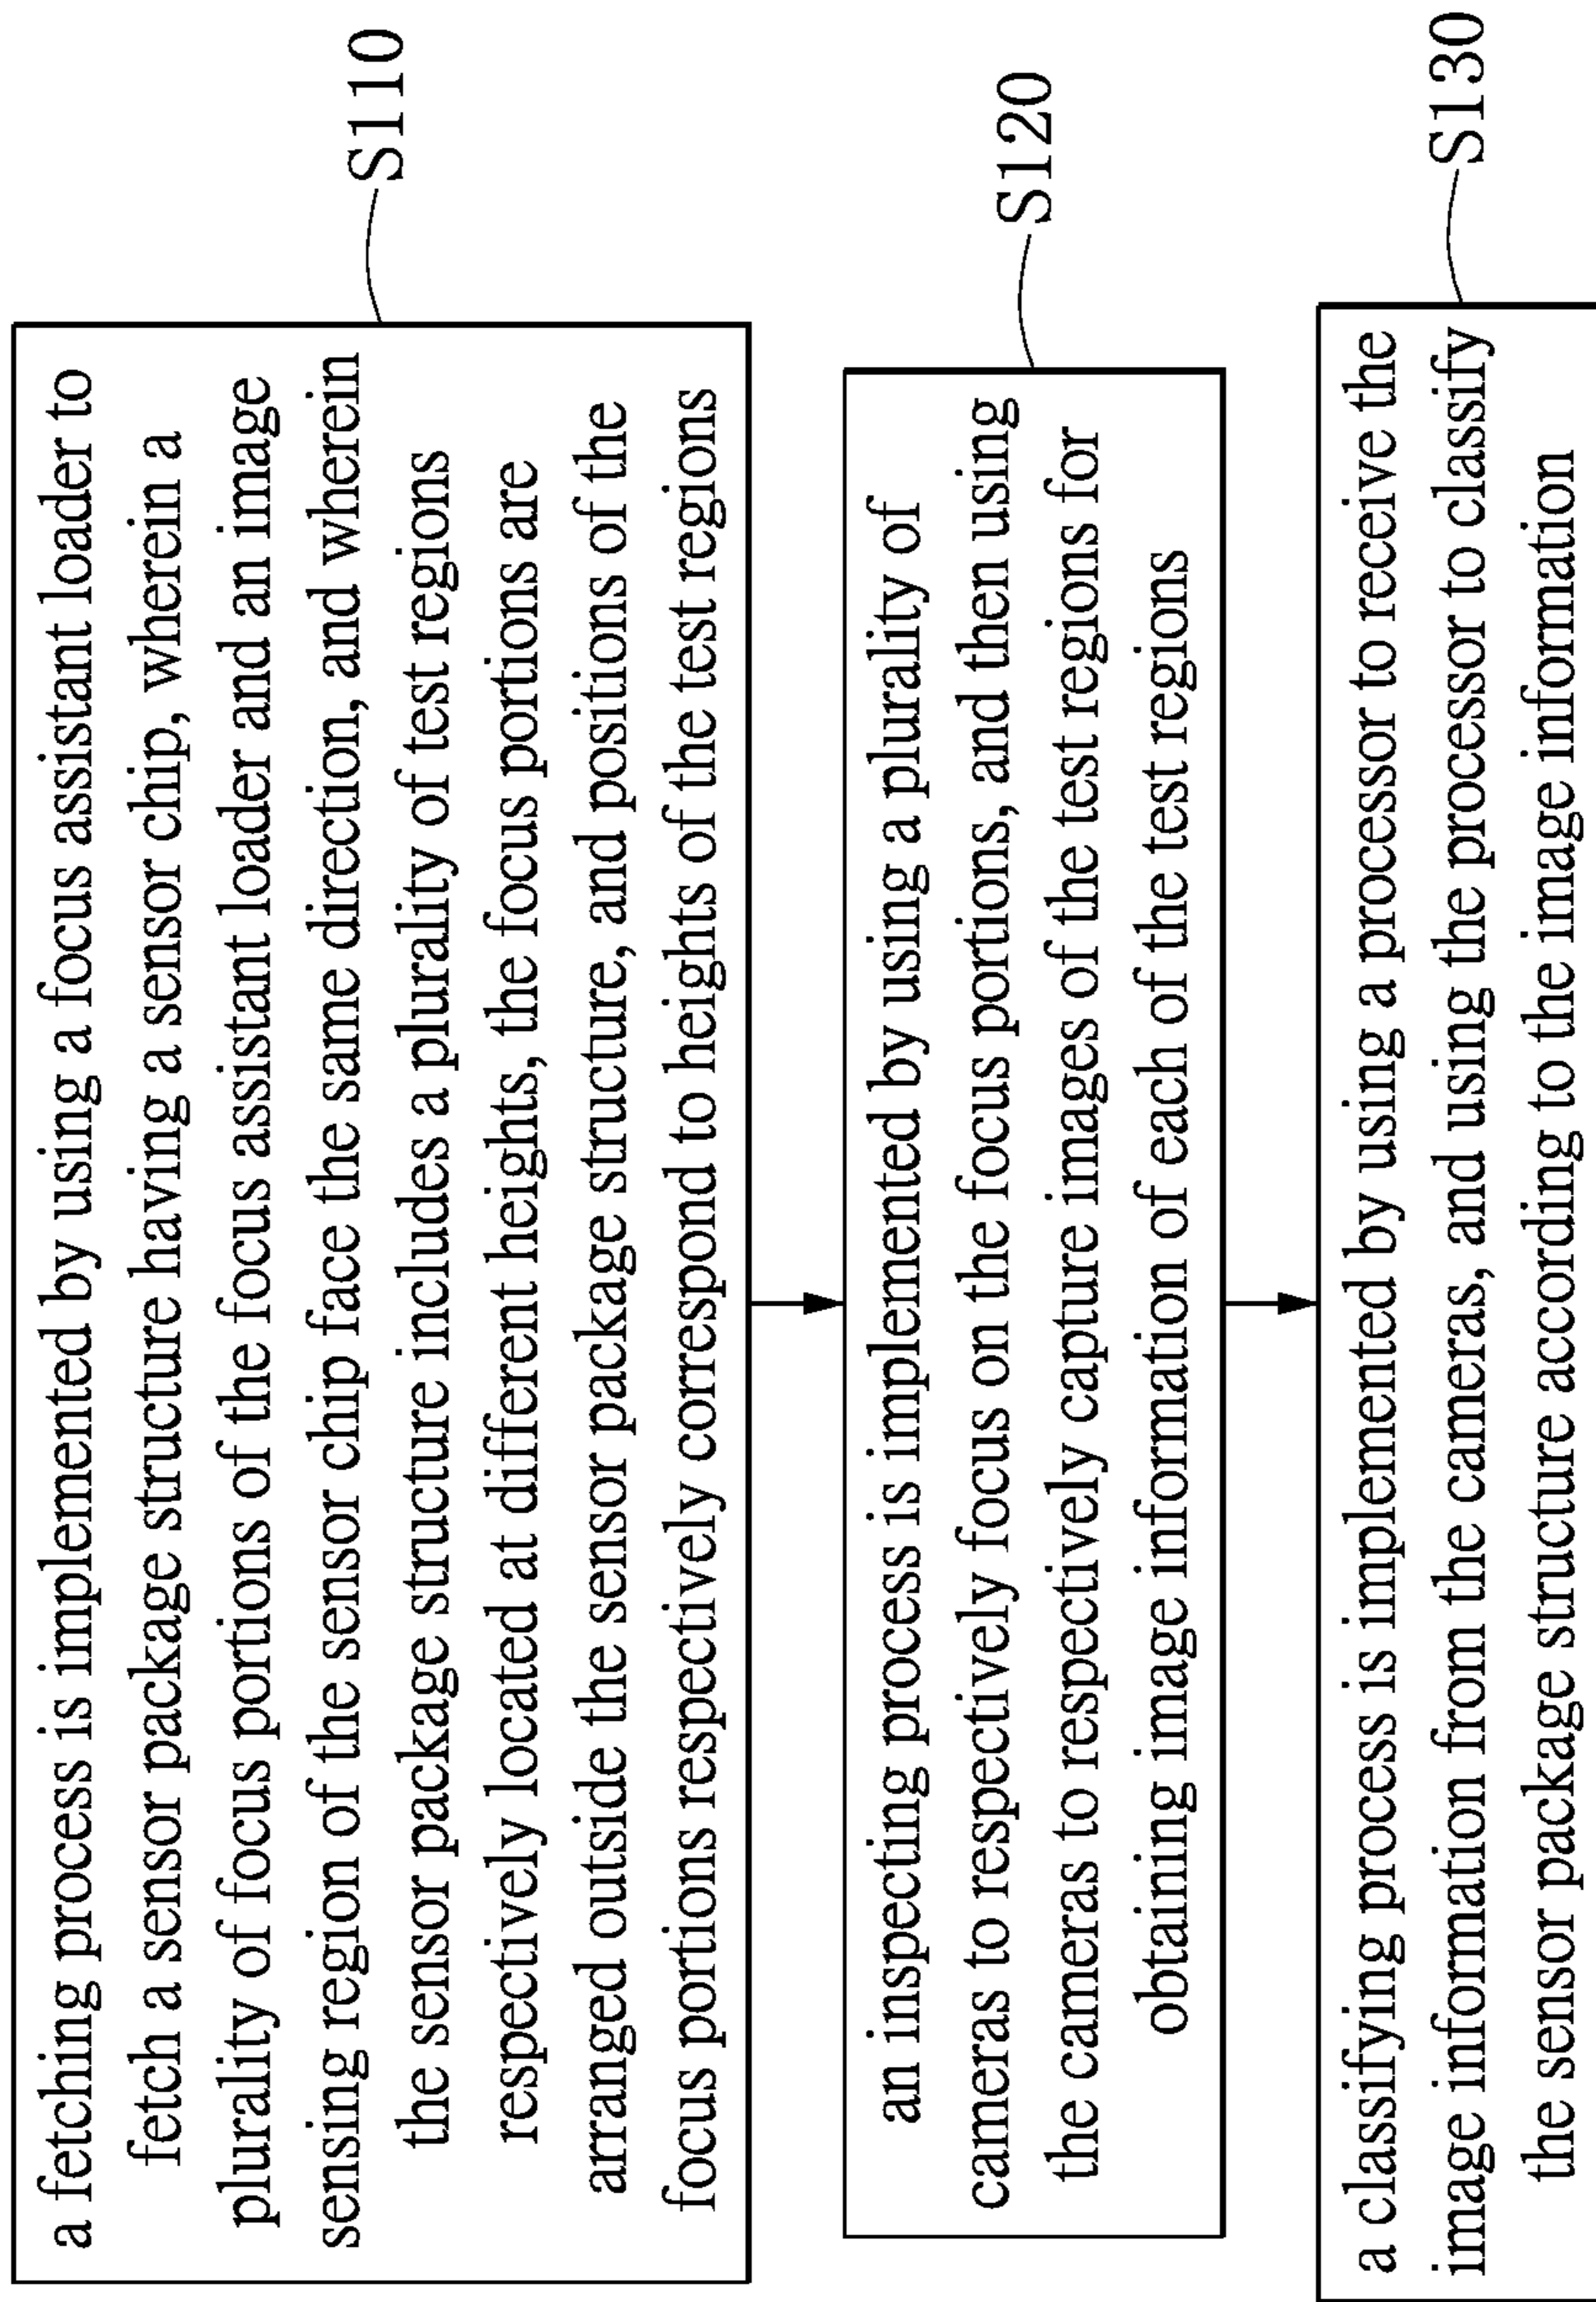 a fetching process is implemented by using a focus assistant loader to
fetch a sensor package structure having a sensor chip, wherein a
plurality of focus portions of the focus assistant loader and an image
sensing region of the sensor chip face the same direction, and wherein
the sensor package structure includes a plurality of test regions
respectively located at different heights, the focus portions are
arranged outside the sensor package structure, and positions of the
focus portions respectively correspond to heights of the test regions
S110
an inspecting process is implemented by using a plurality of
cameras to respectively focus on the focus portions, and then using
the cameras to respectively capture images of the test regions for
obtaining image information of each of the test regions
S120
a classifying process is implemented by using a processor to receive the
image information from the cameras, and using the processor to classify
the sensor package structure according to the image information
S130